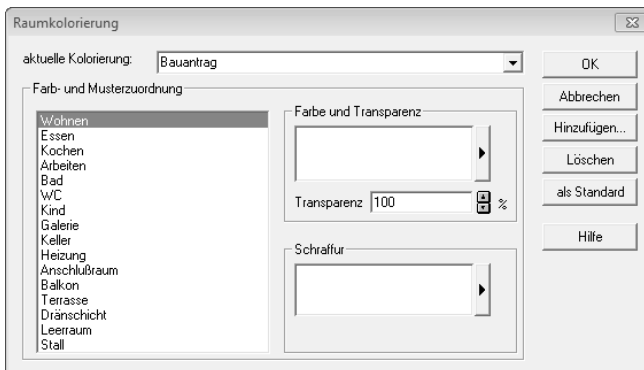 Raumkolorierung
aktuelle Kolorierung: Bauantrag
OK
Abbrechen
Hinzufügen...
Löschen
als Standard
Hilfe
Farb- und Musterzuordnung
Wohnen
Essen
Kochen
Arbeiten
Bad
WC
Kind
Galerie
Keller
Heizung
Anschlußraum
Balkon
Terrasse
Dränschicht
Leerraum
Stall
Farbe und Transparenz
Transparenz 100 %
Schraffur